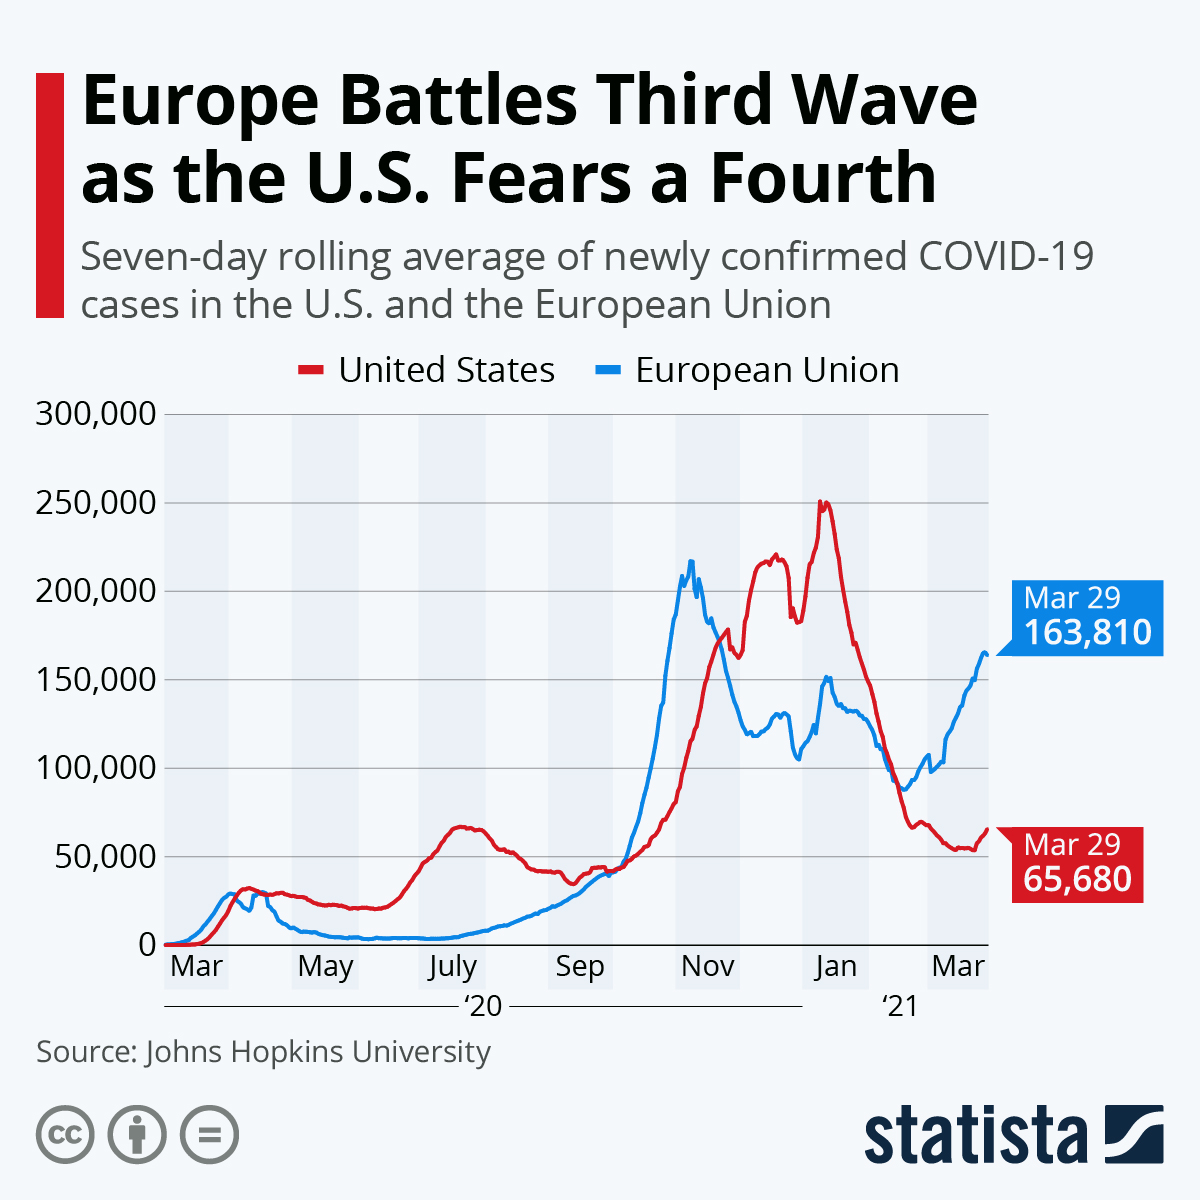 Europe Battles Third Wave
as the U.S. Fears a Fourth
Seven-day rolling average of newly confirmed COVID-19
cases in the U.S. and the European Union
United States European Union
300,000
250,000
200,000
150,000
100,000
50,000
0
Mar 29
163,810
Mar 29
65,680
Mar May July Sep Nov Jan Mar
‘20 ‘21
Source: Johns Hopkins University
cc
statista